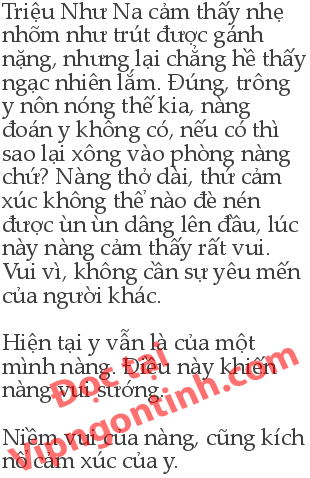 Triệu Như Na cảm thấy nhẹ
nhõm như trút được gánh
nặng, nhưng lại chẳng hề thấy
ngạc nhiên lắm. Đúng, trông
y nôn nóng thế kia, nàng
đoán y không có, nếu có thì
sao lại xông vào phòng nàng
chứ? Nàng thở dài, thứ cảm
xúc không thể nào đè nén
được ùn ùn dâng lên đầu, lúc
này nàng cảm thấy rất vui.
Vui vì, không cần sự yêu mến
của người khác.
Hiện tại y vẫn là của một
mình nàng. Điều này khiến
nàng vui sướng.
Niềm vui của nàng, cũng kích
nổ cảm xúc của y.
Đọc tại
Vipngontinh.com